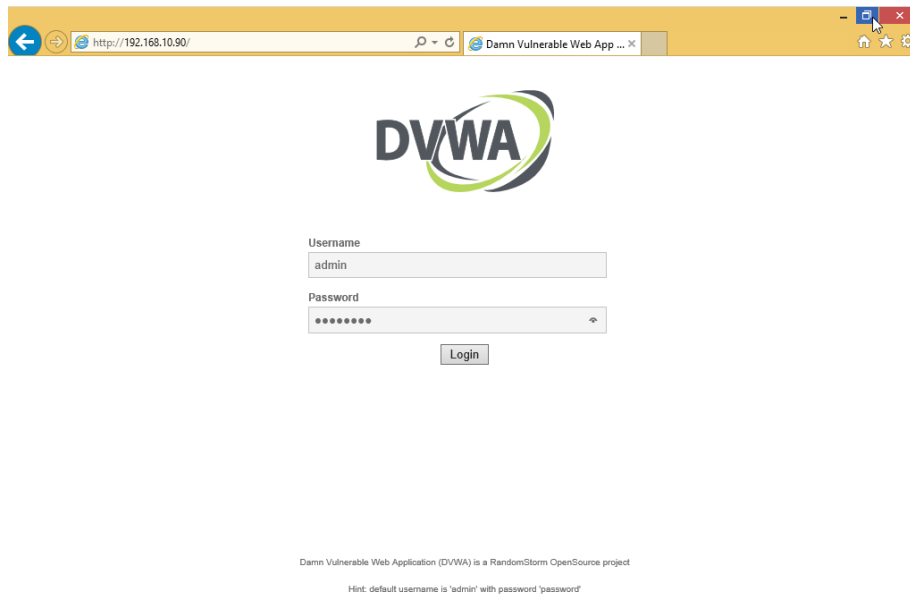 http://192.168.10.90/
Damn Vulnerable Web App ...
DVWA
Username
admin
Password
Login
Damn Vulnerable Web Application (DVWA) is a RandomStorm OpenSource project
Hint: default username is 'admin' with password 'password'